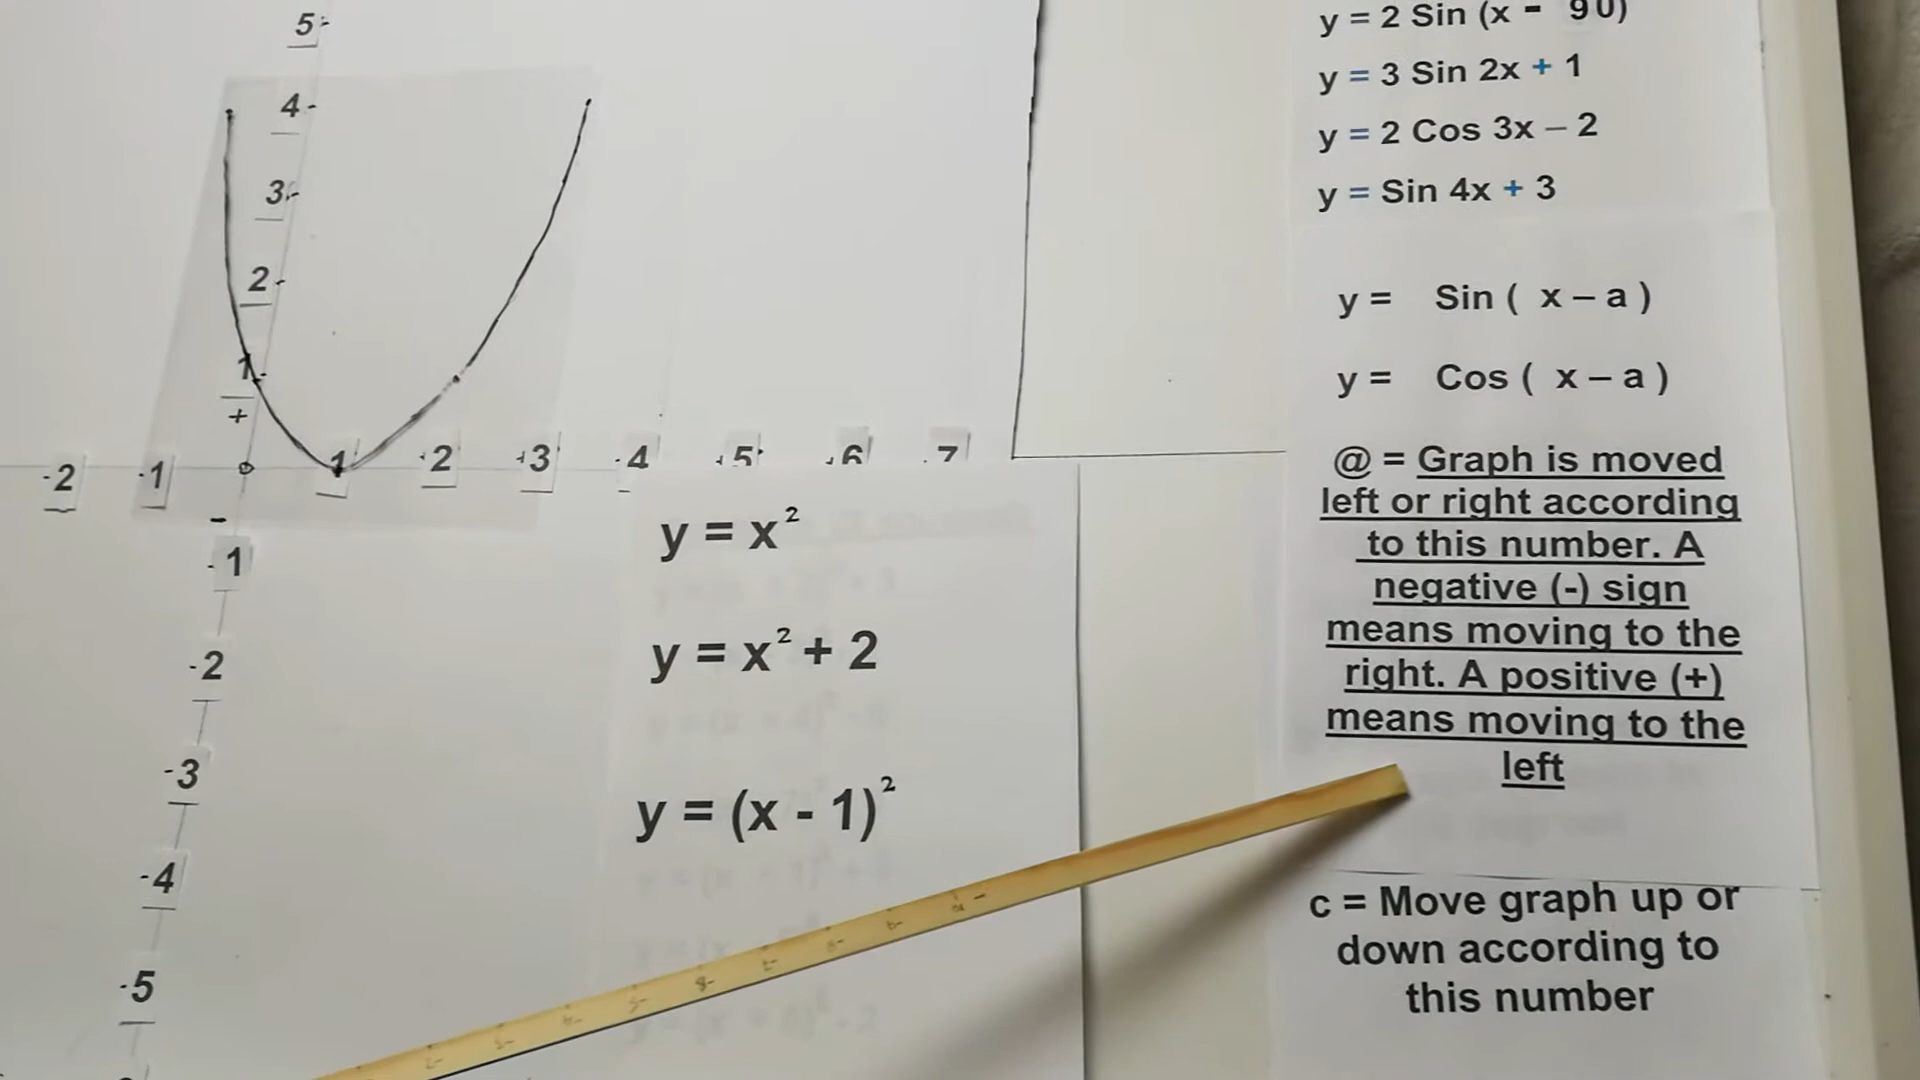 5
4
3
2
1
+
-2 -1 0 1 2 3 4 5 6 7
-
-1
-2
-3
-4
-5
y = x²
y = x² + 2
y = (x - 1)²
y = 2 Sin (x - 90)
y = 3 Sin 2x + 1
y = 2 Cos 3x – 2
y = Sin 4x + 3
y = Sin ( x – a )
y = Cos ( x – a )
@ = Graph is moved
left or right according
to this number. A
negative (-) sign
means moving to the
right. A positive (+)
means moving to the
left
c = Move graph up or
down according to
this number